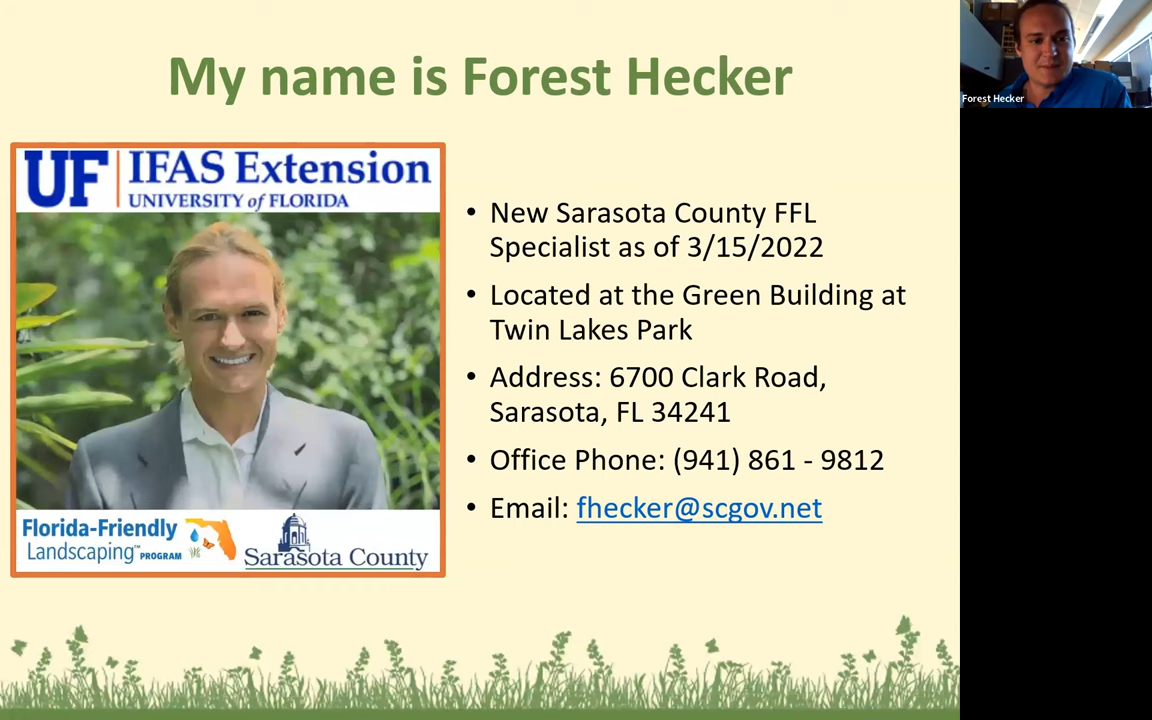 My name is Forest Hecker
Forest Hecker
UF IFAS Extension
UNIVERSITY of FLORIDA
• New Sarasota County FFL
Specialist as of 3/15/2022
• Located at the Green Building at
Twin Lakes Park
• Address: 6700 Clark Road,
Sarasota, FL 34241
• Office Phone: (941) 861 - 9812
• Email: fhecker@scgov.net
Florida-Friendly
Landscaping™ PROGRAM
Sarasota County